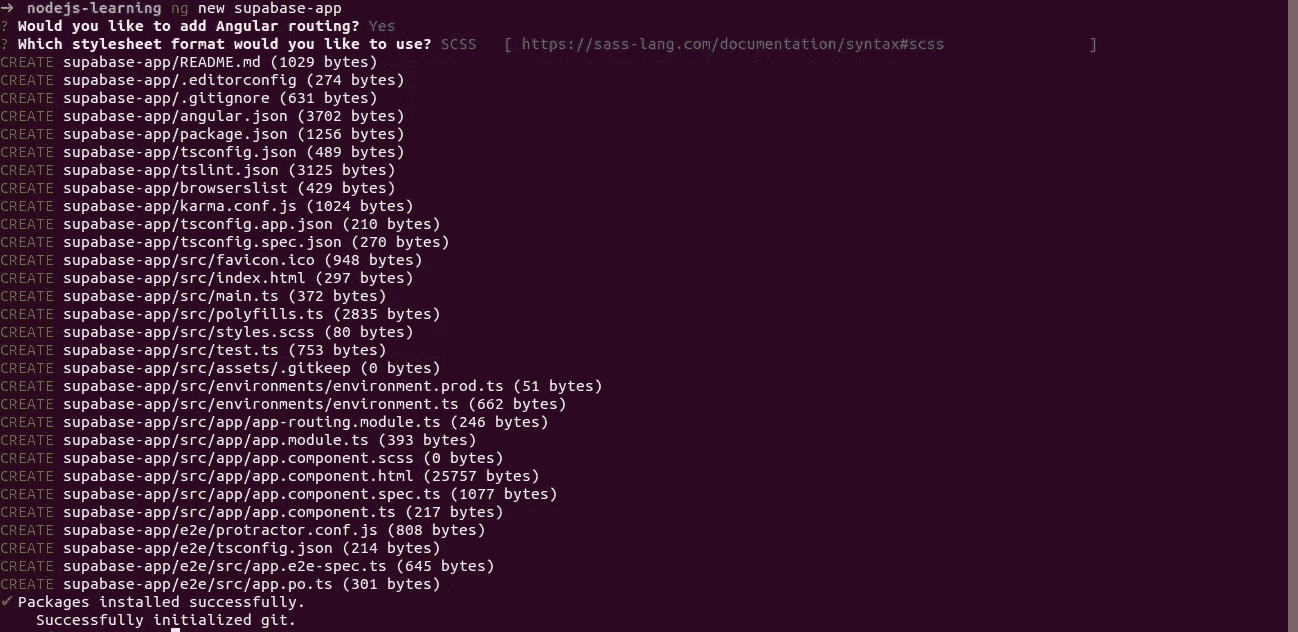 → nodejs-learning ng new supabase-app
? Would you like to add Angular routing? Yes
? Which stylesheet format would you like to use? SCSS [ https://sass-lang.com/documentation/syntax#scss ]
CREATE supabase-app/README.md (1029 bytes)
CREATE supabase-app/.editorconfig (274 bytes)
CREATE supabase-app/.gitignore (631 bytes)
CREATE supabase-app/angular.json (3702 bytes)
CREATE supabase-app/package.json (1256 bytes)
CREATE supabase-app/tsconfig.json (489 bytes)
CREATE supabase-app/tslint.json (3125 bytes)
CREATE supabase-app/browserslist (429 bytes)
CREATE supabase-app/karma.conf.js (1024 bytes)
CREATE supabase-app/tsconfig.app.json (210 bytes)
CREATE supabase-app/tsconfig.spec.json (270 bytes)
CREATE supabase-app/src/favicon.ico (948 bytes)
CREATE supabase-app/src/index.html (297 bytes)
CREATE supabase-app/src/main.ts (372 bytes)
CREATE supabase-app/src/polyfills.ts (2835 bytes)
CREATE supabase-app/src/styles.scss (80 bytes)
CREATE supabase-app/src/test.ts (753 bytes)
CREATE supabase-app/src/assets/.gitkeep (0 bytes)
CREATE supabase-app/src/environments/environment.prod.ts (51 bytes)
CREATE supabase-app/src/environments/environment.ts (662 bytes)
CREATE supabase-app/src/app/app-routing.module.ts (246 bytes)
CREATE supabase-app/src/app/app.module.ts (393 bytes)
CREATE supabase-app/src/app/app.component.scss (0 bytes)
CREATE supabase-app/src/app/app.component.html (25757 bytes)
CREATE supabase-app/src/app/app.component.spec.ts (1077 bytes)
CREATE supabase-app/src/app/app.component.ts (217 bytes)
CREATE supabase-app/e2e/protractor.conf.js (808 bytes)
CREATE supabase-app/e2e/tsconfig.json (214 bytes)
CREATE supabase-app/e2e/src/app.e2e-spec.ts (645 bytes)
CREATE supabase-app/e2e/src/app.po.ts (301 bytes)
✔ Packages installed successfully.
Successfully initialized git.